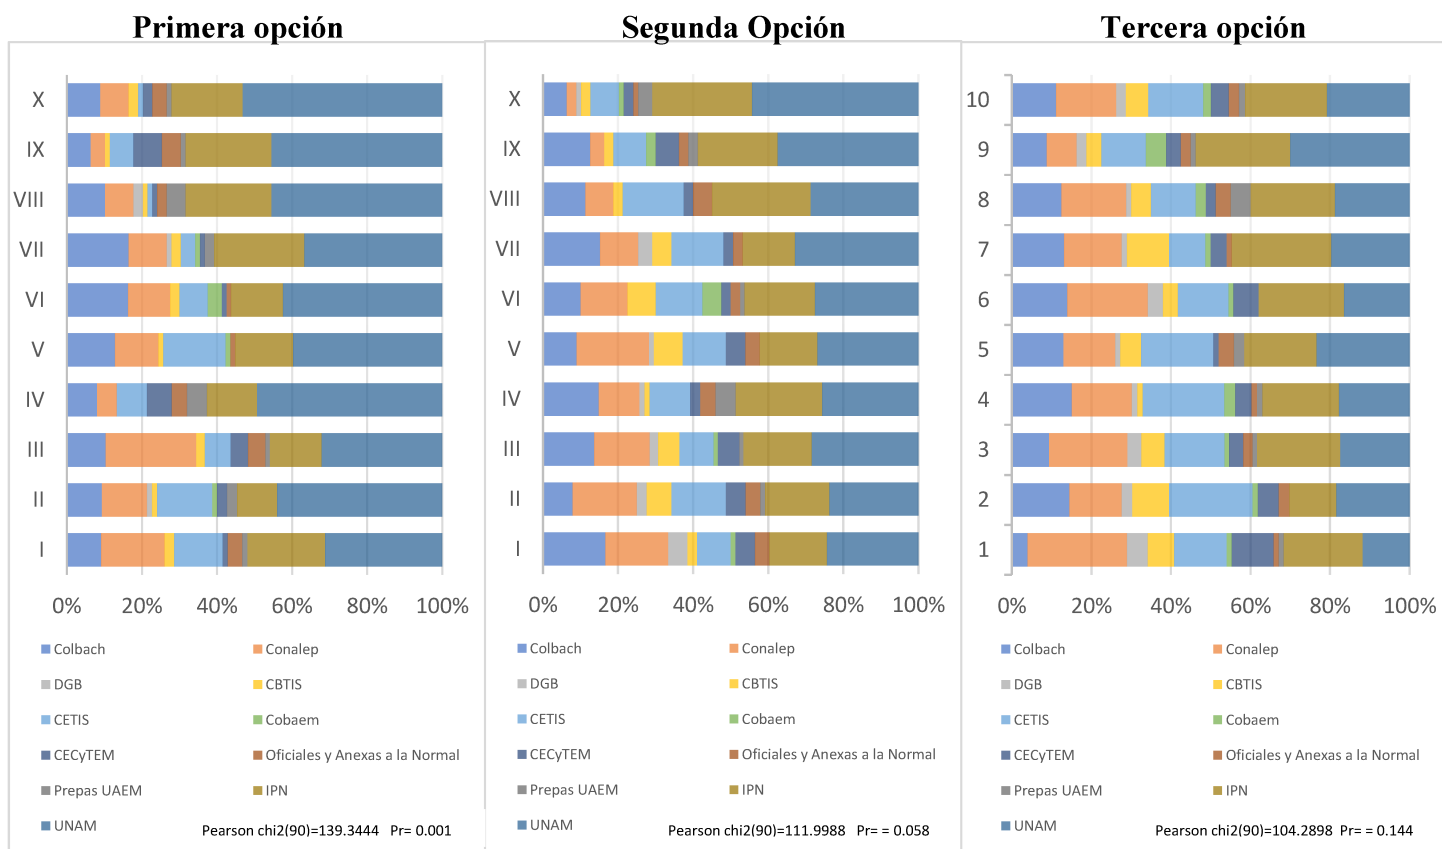 Primera opción
X
IX
VIII
VII
VI
V
IV
III
II
I
0% 20% 40% 60% 80% 100%
Colbach Conalep
DGB CBTIS
CETIS Cobaem
CECyTEM Oficiales y Anexas a la Normal
Prepas UAEM IPN
UNAM
Pearson chi2(90)=139.3444 Pr= 0.001
Segunda Opción
X
IX
VIII
VII
VI
V
IV
III
II
I
0% 20% 40% 60% 80% 100%
Colbach Conalep
DGB CBTIS
CETIS Cobaem
CECyTEM Oficiales y Anexas a la Normal
Prepas UAEM IPN
UNAM
Pearson chi2(90)=111.9988 Pr= = 0.058
Tercera opción
10
9
8
7
6
5
4
3
2
1
0% 20% 40% 60% 80% 100%
Colbach Conalep
DGB CBTIS
CETIS Cobaem
CECyTEM Oficiales y Anexas a la Normal
Prepas UAEM IPN
UNAM
Pearson chi2(90)=104.2898 Pr= = 0.144